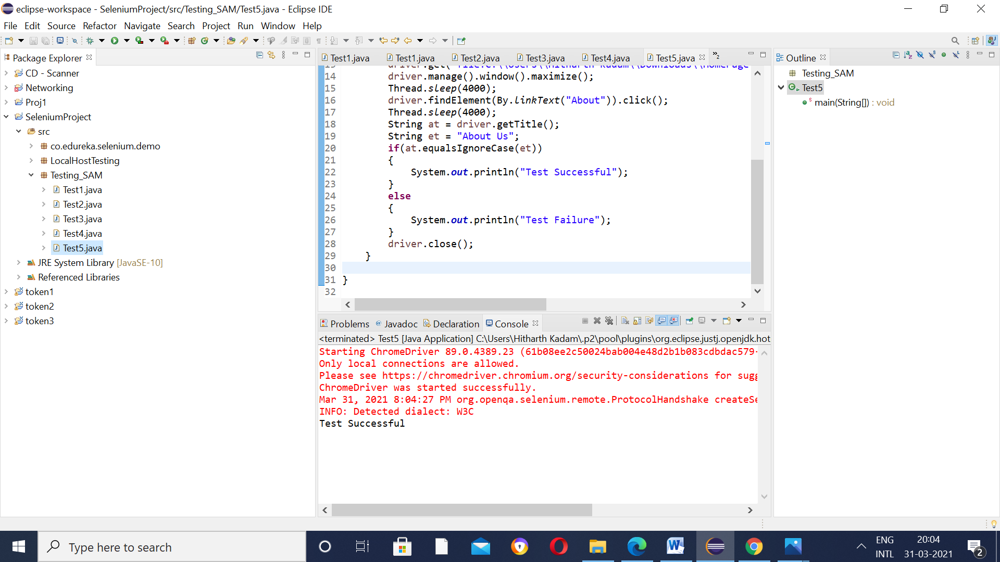 eclipse-workspace - SeleniumProject/src/Testing_SAM/Test5.java - Eclipse IDE
File Edit Source Refactor Navigate Search Project Run Window Help
Package Explorer
CD - Scanner
Networking
Proj1
SeleniumProject
src
co.edureka.selenium.demo
LocalHostTesting
Testing_SAM
Test1.java
Test2.java
Test3.java
Test4.java
Test5.java
JRE System Library [JavaSE-10]
Referenced Libraries
token1
token2
token3
Test1.java Test1.java Test2.java Test3.java Test4.java Test5.java »2
14 driver.manage().window().maximize();
15 Thread.sleep(4000);
16 driver.findElement(By.linkText("About")).click();
17 Thread.sleep(4000);
18 String at = driver.getTitle();
19 String et = "About Us";
20 if(at.equalsIgnoreCase(et))
21 {
22 System.out.println("Test Successful");
23 }
24 else
25 {
26 System.out.println("Test Failure");
27 }
28 driver.close();
29 }
30
31 }
32
Problems @ Javadoc Declaration Console
<terminated> Test5 [Java Application] C:\Users\Hitharth Kadam\.p2\pool\plugins\org.eclipse.justj.openjdk.hot
Starting ChromeDriver 89.0.4389.23 (61b08ee2c50024bab004e48d2b1b083cdbdac579-
Only local connections are allowed.
Please see https://chromedriver.chromium.org/security-considerations for sugg
ChromeDriver was started successfully.
Mar 31, 2021 8:04:27 PM org.openqa.selenium.remote.ProtocolHandshake createSe
INFO: Detected dialect: W3C
Test Successful
Outline
Testing_SAM
Test5
main(String[]) : void
Type here to search
ENG
INTL
20:04
31-03-2021
2